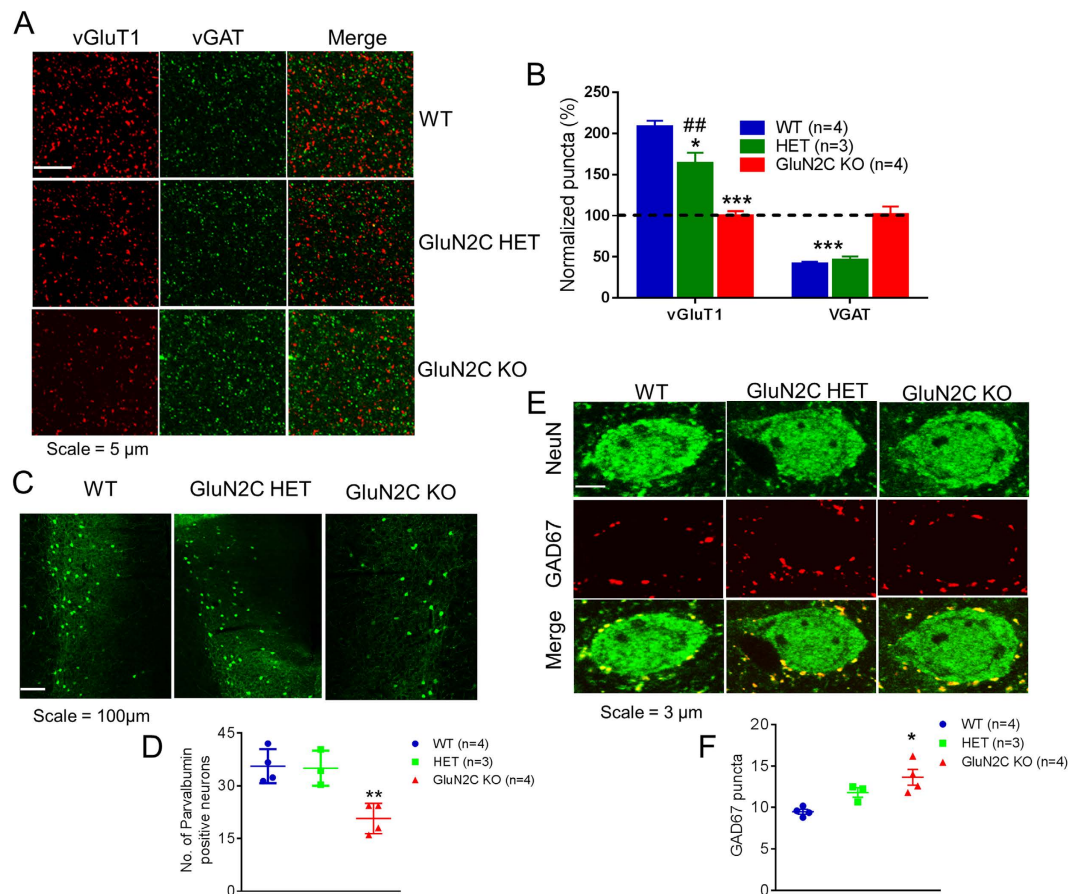 A
vGluT1 vGAT Merge
WT
GluN2C HET
GluN2C KO
Scale = 5 µm
B
Normalized puncta (%)
250
200
150
100
50
0
##
*
***
***
WT (n=4)
HET (n=3)
GluN2C KO (n=4)
vGluT1 VGAT
C
WT GluN2C HET GluN2C KO
Scale = 100µm
D
No. of Parvalbumin
positive neurons
45
30
15
0
**
WT (n=4)
HET (n=3)
GluN2C KO (n=4)
E
WT GluN2C HET GluN2C KO
NeuN
GAD67
Merge
Scale = 3 µm
F
GAD67 puncta
20
15
10
5
0
*
WT (n=4)
HET (n=3)
GluN2C KO (n=4)